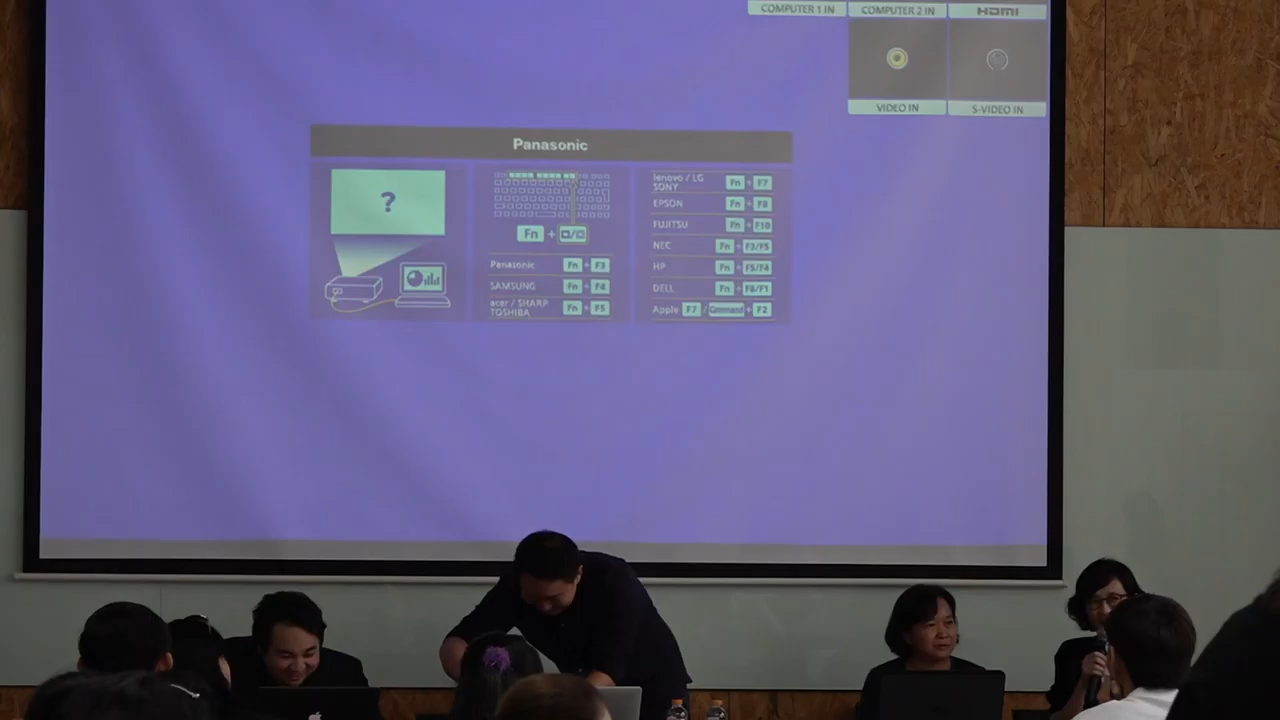 COMPUTER 1 IN
COMPUTER 2 IN
HDMI
VIDEO IN
S-VIDEO IN
Panasonic
?
Fn +
Panasonic Fn + F3
SAMSUNG Fn + F4
acer / SHARP
TOSHIBA Fn + F5
lenovo / LG
SONY Fn + F7
EPSON Fn + F8
FUJITSU Fn + F10
NEC Fn + F3/F5
HP Fn + F5/F4
DELL Fn + F8/F1
Apple F7 / Command + F2